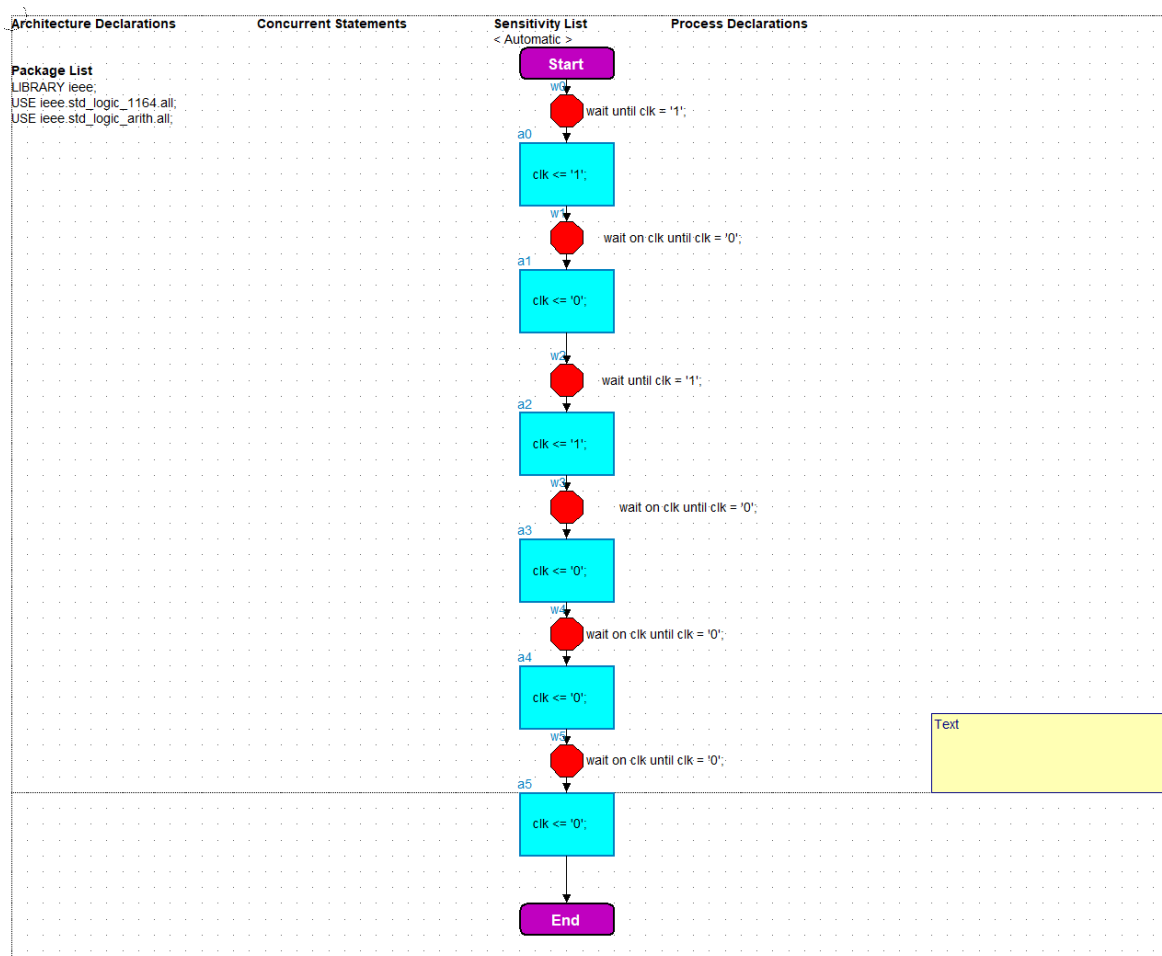 Architecture Declarations
Concurrent Statements
Sensitivity List
Process Declarations
< Automatic >
Package List
LIBRARY ieee;
USE ieee.std_logic_1164.all;
USE ieee.std_logic_arith.all;
Start
w0
wait until clk = '1';
a0
clk <= '1';
w1
wait on clk until clk = '0';
a1
clk <= '0';
w2
wait until clk = '1';
a2
clk <= '1';
w3
wait on clk until clk = '0';
a3
clk <= '0';
w4
wait on clk until clk = '0';
a4
clk <= '0';
Text
w5
wait on clk until clk = '0';
a5
clk <= '0';
End